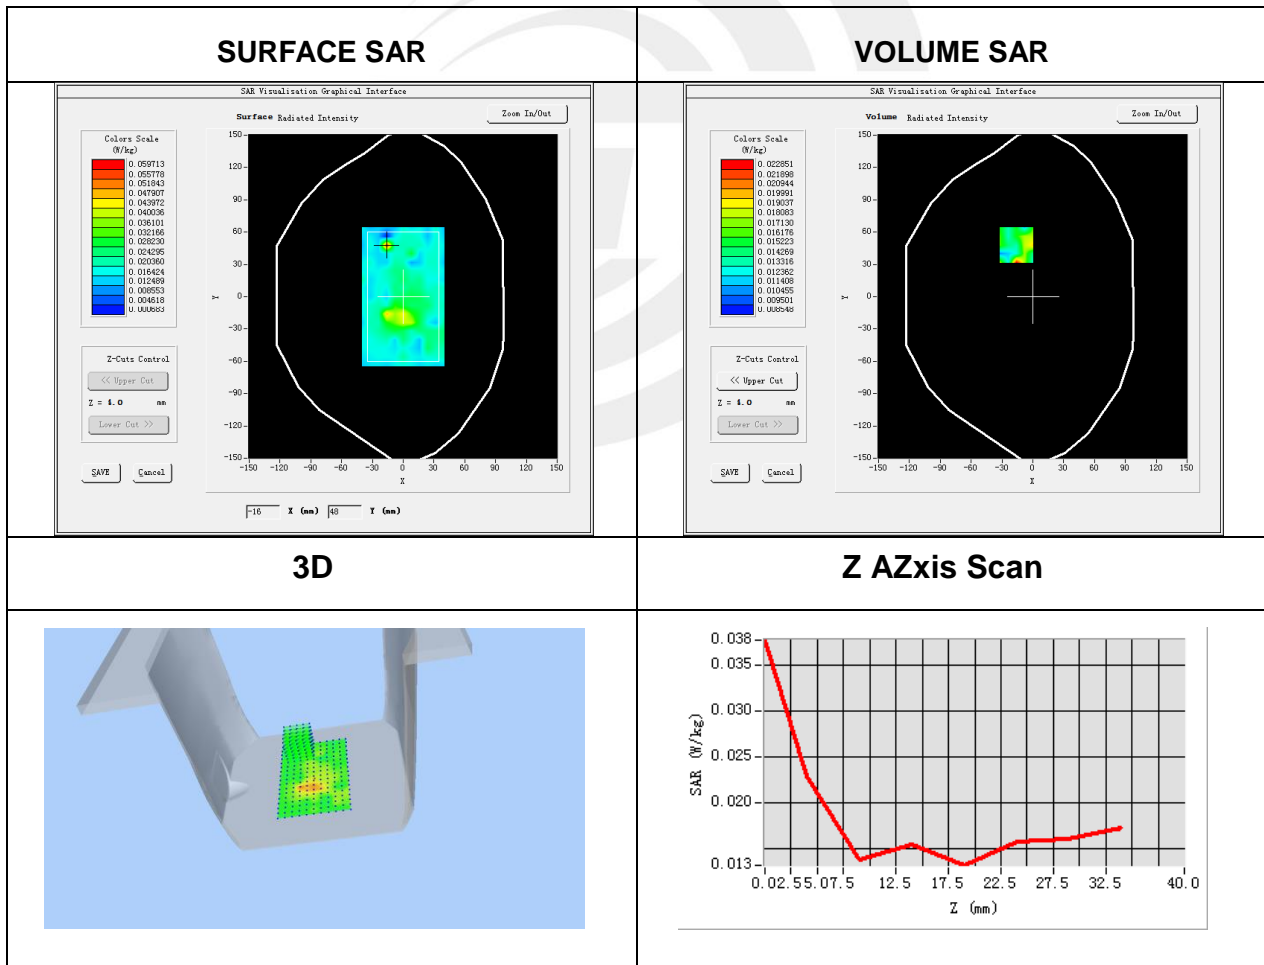 SURFACE SAR
VOLUME SAR
SAR Visualisation Graphical Interface
Surface Radiated Intensity
Zoom In/Out
Colors Scale
(W/kg)
0.059713
0.055778
0.051843
0.047907
0.043972
0.040036
0.036101
0.032166
0.028230
0.024295
0.020360
0.016424
0.012489
0.008553
0.004618
0.000683
Z-Cuts Control
<< Upper Cut
Z = 4.0 mm
Lower Cut >>
SAVE Cancel
150
120
90
60
30
0
-30
-60
-90
-120
-150
Y
-150 -120 -90 -60 -30 0 30 60 90 120 150
X
-16 X (mm) 48 Y (mm)
SAR Visualisation Graphical Interface
Volume Radiated Intensity
Zoom In/Out
Colors Scale
(W/kg)
0.022851
0.021898
0.020944
0.019991
0.019037
0.018083
0.017130
0.016176
0.015223
0.014269
0.013316
0.012362
0.011408
0.010455
0.009501
0.008548
Z-Cuts Control
<< Upper Cut
Z = 4.0 mm
Lower Cut >>
SAVE Cancel
150
120
90
60
30
0
-30
-60
-90
-120
-150
Y
-150 -120 -90 -60 -30 0 30 60 90 120 150
X
3D
Z AZxis Scan
0.038
0.035
0.030
0.025
0.020
0.013
SAR (W/kg)
0.0 2.5 5.0 7.5 12.5 17.5 22.5 27.5 32.5 40.0
Z (mm)